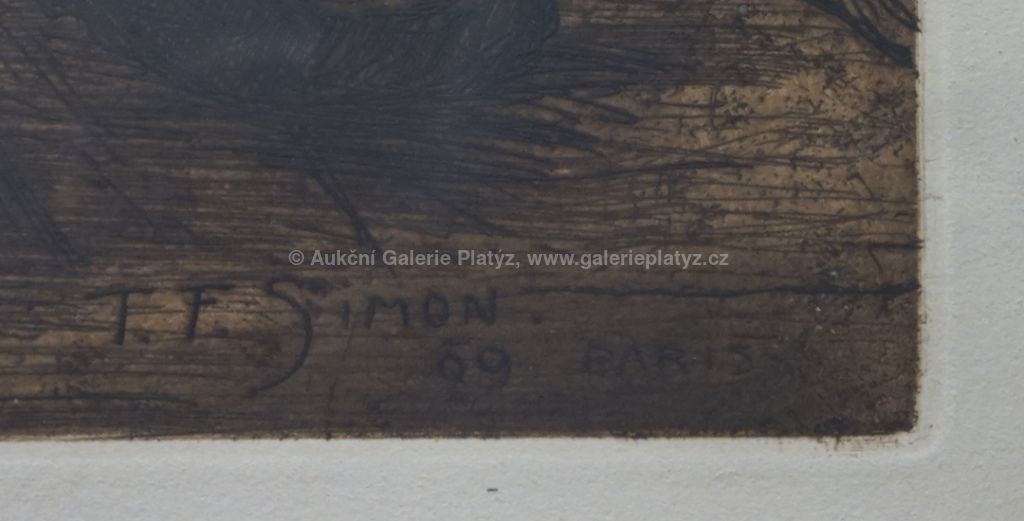 © Aukční Galerie Platýz, www.galerieplatyz.cz
T. F. SIMON.
09 PARIS